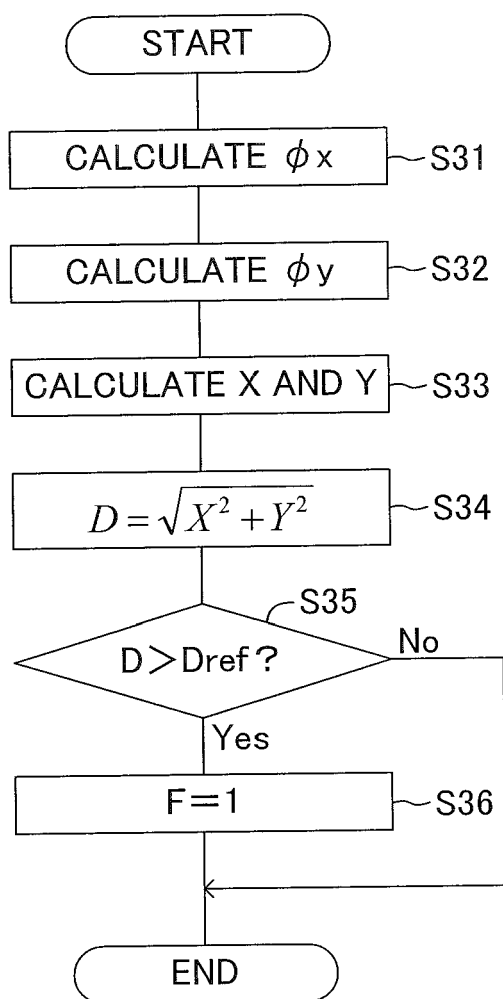 START
CALCULATE ϕx
S31
CALCULATE ϕy
S32
CALCULATE X AND Y
S33
D = √X² + Y²
S34
S35
D>Dref?
No
Yes
F=1
S36
END